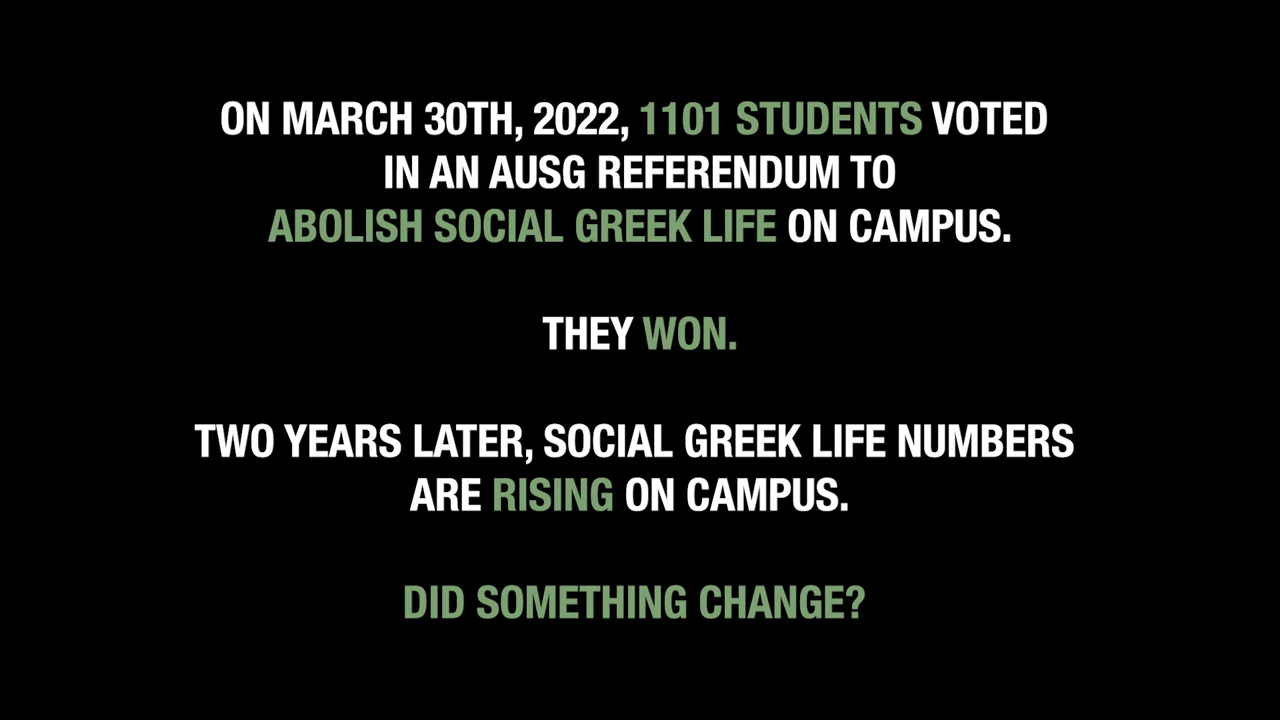 ON MARCH 30TH, 2022, 1101 STUDENTS VOTED
IN AN AUSG REFERENDUM TO
ABOLISH SOCIAL GREEK LIFE ON CAMPUS.
THEY WON.
TWO YEARS LATER, SOCIAL GREEK LIFE NUMBERS
ARE RISING ON CAMPUS.
DID SOMETHING CHANGE?